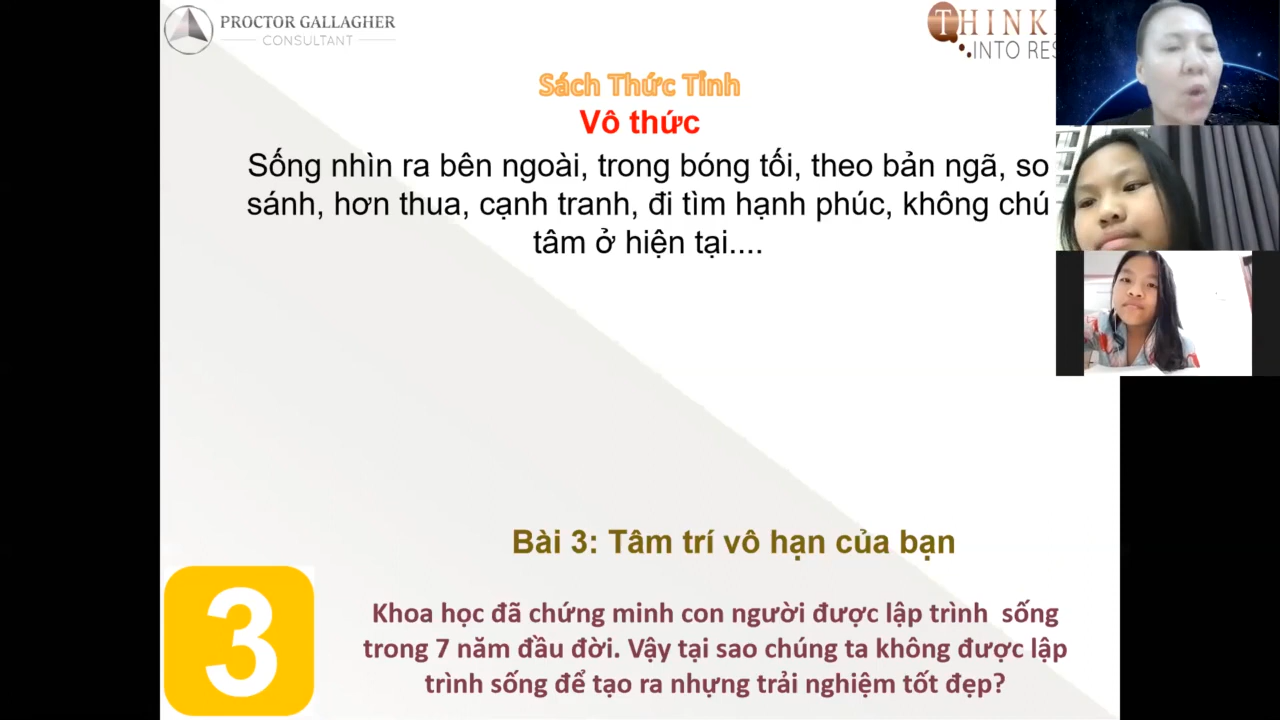 PROCTOR GALLAGHER
CONSULTANT
THINK
INTO RES
Sách Thức Tỉnh
Vô thức
Sống nhìn ra bên ngoài, trong bóng tối, theo bản ngã, so
sánh, hơn thua, cạnh tranh, đi tìm hạnh phúc, không chú
tâm ở hiện tại....
Bài 3: Tâm trí vô hạn của bạn
3
Khoa học đã chứng minh con người được lập trình sống
trong 7 năm đầu đời. Vậy tại sao chúng ta không được lập
trình sống để tạo ra nhựng trải nghiệm tốt đẹp?